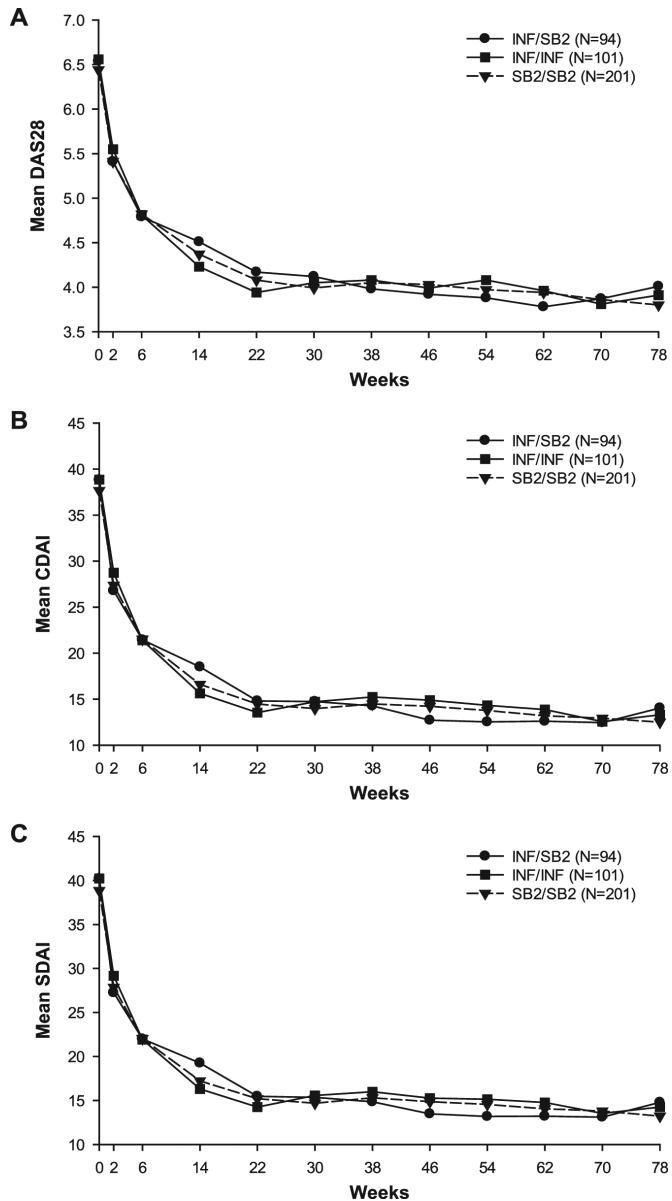 A
7.0
6.5
6.0
5.5
5.0
4.5
4.0
3.5
Mean DAS28
INF/SB2 (N=94)
INF/INF (N=101)
SB2/SB2 (N=201)
0 2 6 14 22 30 38 46 54 62 70 78
Weeks
B
45
40
35
30
25
20
15
10
Mean CDAI
INF/SB2 (N=94)
INF/INF (N=101)
SB2/SB2 (N=201)
0 2 6 14 22 30 38 46 54 62 70 78
Weeks
C
45
40
35
30
25
20
15
10
Mean SDAI
INF/SB2 (N=94)
INF/INF (N=101)
SB2/SB2 (N=201)
0 2 6 14 22 30 38 46 54 62 70 78
Weeks